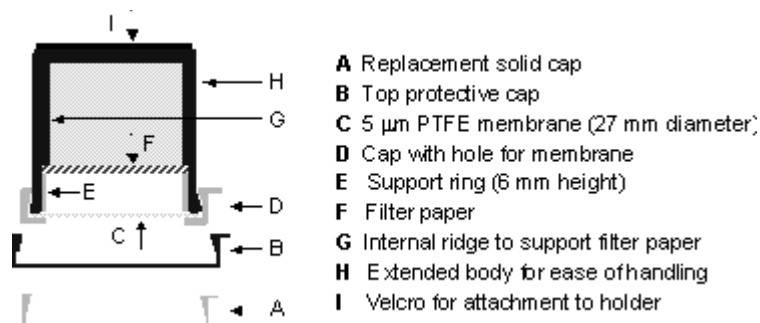 I
H
G
F
E
D
C
B
A
A Replacement solid cap
B Top protective cap
C 5 µm PTFE membrane (27 mm diameter)
D Cap with hole for membrane
E Support ring (6 mm height)
F Filter paper
G Internal ridge to support filter paper
H Extended body for ease of handling
I Velcro for attachment to holder